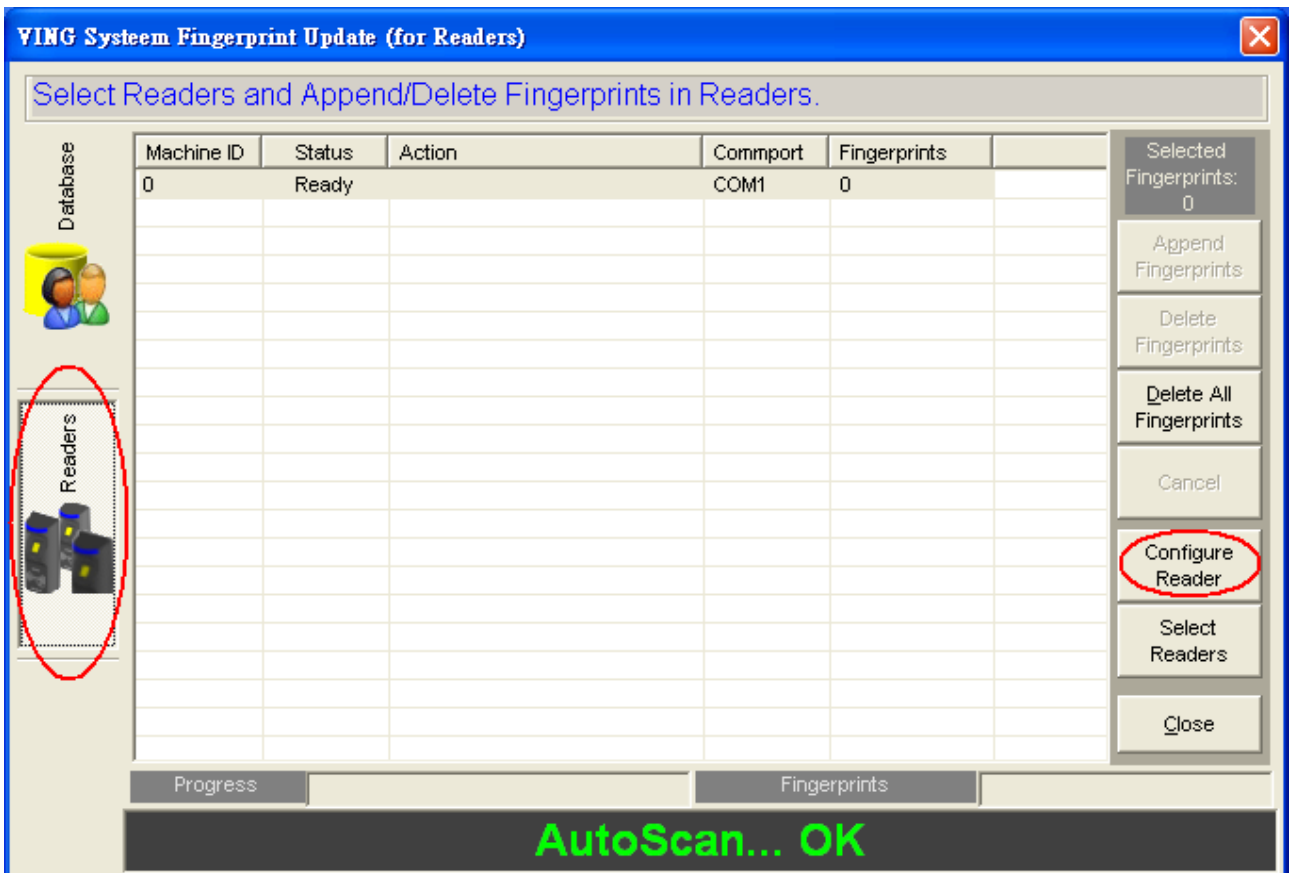 VING Systeem Fingerprint Update (for Readers)
Select Readers and Append/Delete Fingerprints in Readers.
Database
Readers
Machine ID Status Action Commport Fingerprints
0 Ready COM1 0
Selected
Fingerprints:
0
Append
Fingerprints
Delete
Fingerprints
Delete All
Fingerprints
Cancel
Configure
Reader
Select
Readers
Close
Progress Fingerprints
AutoScan... OK